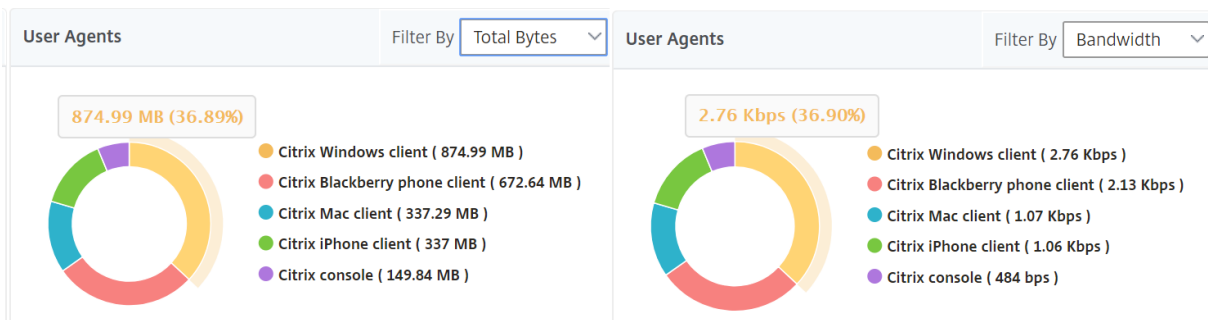 User Agents
Filter By Total Bytes
874.99 MB (36.89%)
Citrix Windows client ( 874.99 MB )
Citrix Blackberry phone client ( 672.64 MB )
Citrix Mac client ( 337.29 MB )
Citrix iPhone client ( 337 MB )
Citrix console ( 149.84 MB )
User Agents
Filter By Bandwidth
2.76 Kbps (36.90%)
Citrix Windows client ( 2.76 Kbps )
Citrix Blackberry phone client ( 2.13 Kbps )
Citrix Mac client ( 1.07 Kbps )
Citrix iPhone client ( 1.06 Kbps )
Citrix console ( 484 bps )